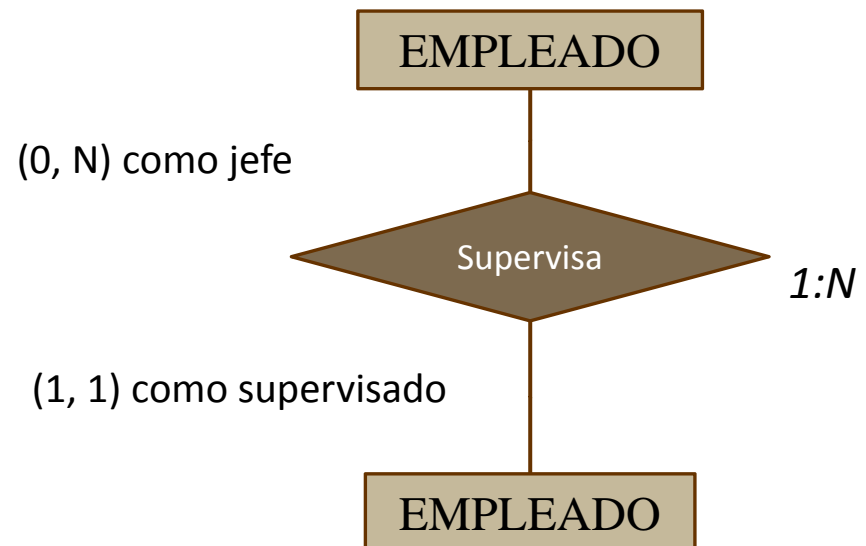 EMPLEADO
(0, N) como jefe
Supervisa
1:N
(1, 1) como supervisado
EMPLEADO